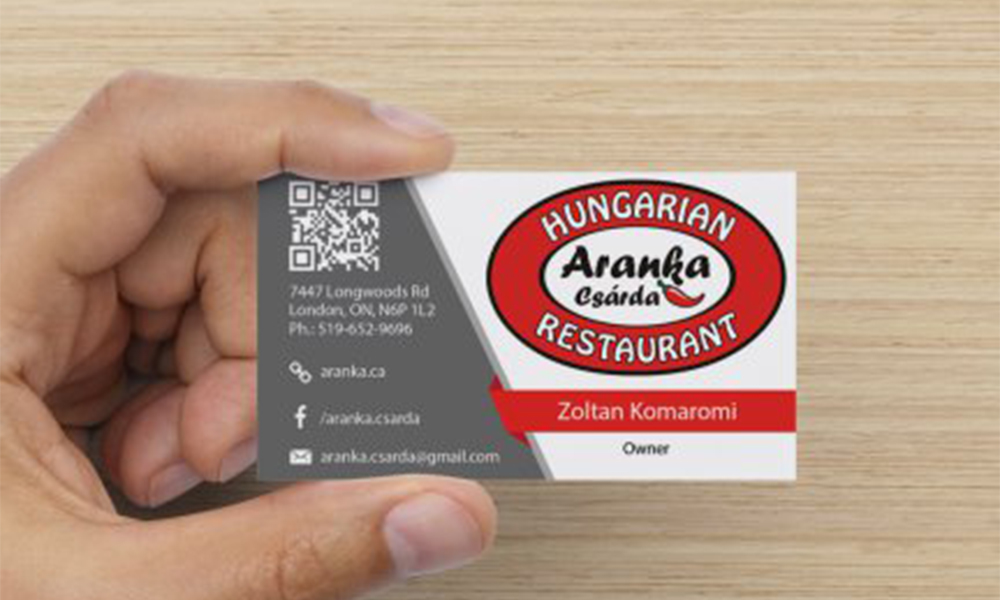 7447 Longwoods Rd
London, ON, N6P 1L2
Ph.: 519-652-9696
aranka.ca
/aranka.csarda
aranka.csarda@gmail.com
HUNGARIAN
Aranka
Csárda
RESTAURANT
Zoltan Komaromi
Owner